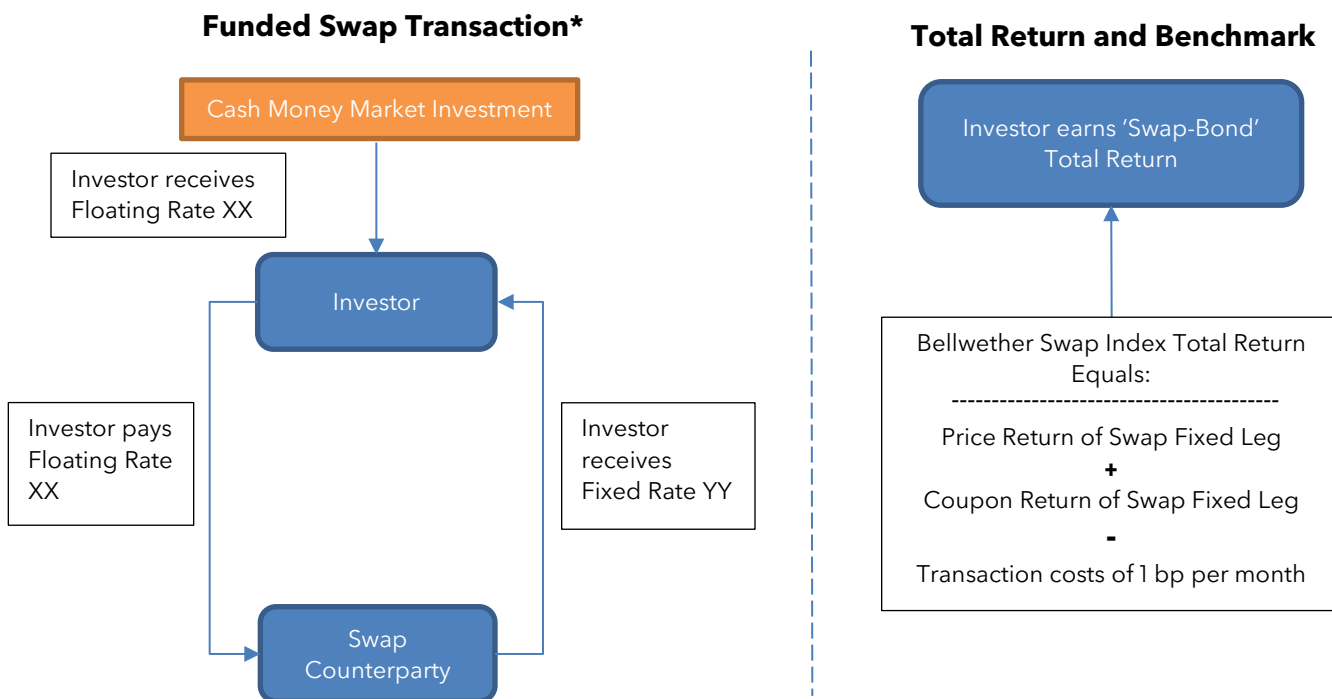 Funded Swap Transaction*
Cash Money Market Investment
Investor receives
Floating Rate XX
Investor
Investor pays
Floating Rate
XX
Investor
receives
Fixed Rate YY
Swap
Counterparty
Total Return and Benchmark
Investor earns ‘Swap-Bond’
Total Return
Bellwether Swap Index Total Return
Equals:
-----------------------------------------
Price Return of Swap Fixed Leg
+
Coupon Return of Swap Fixed Leg
-
Transaction costs of 1 bp per month